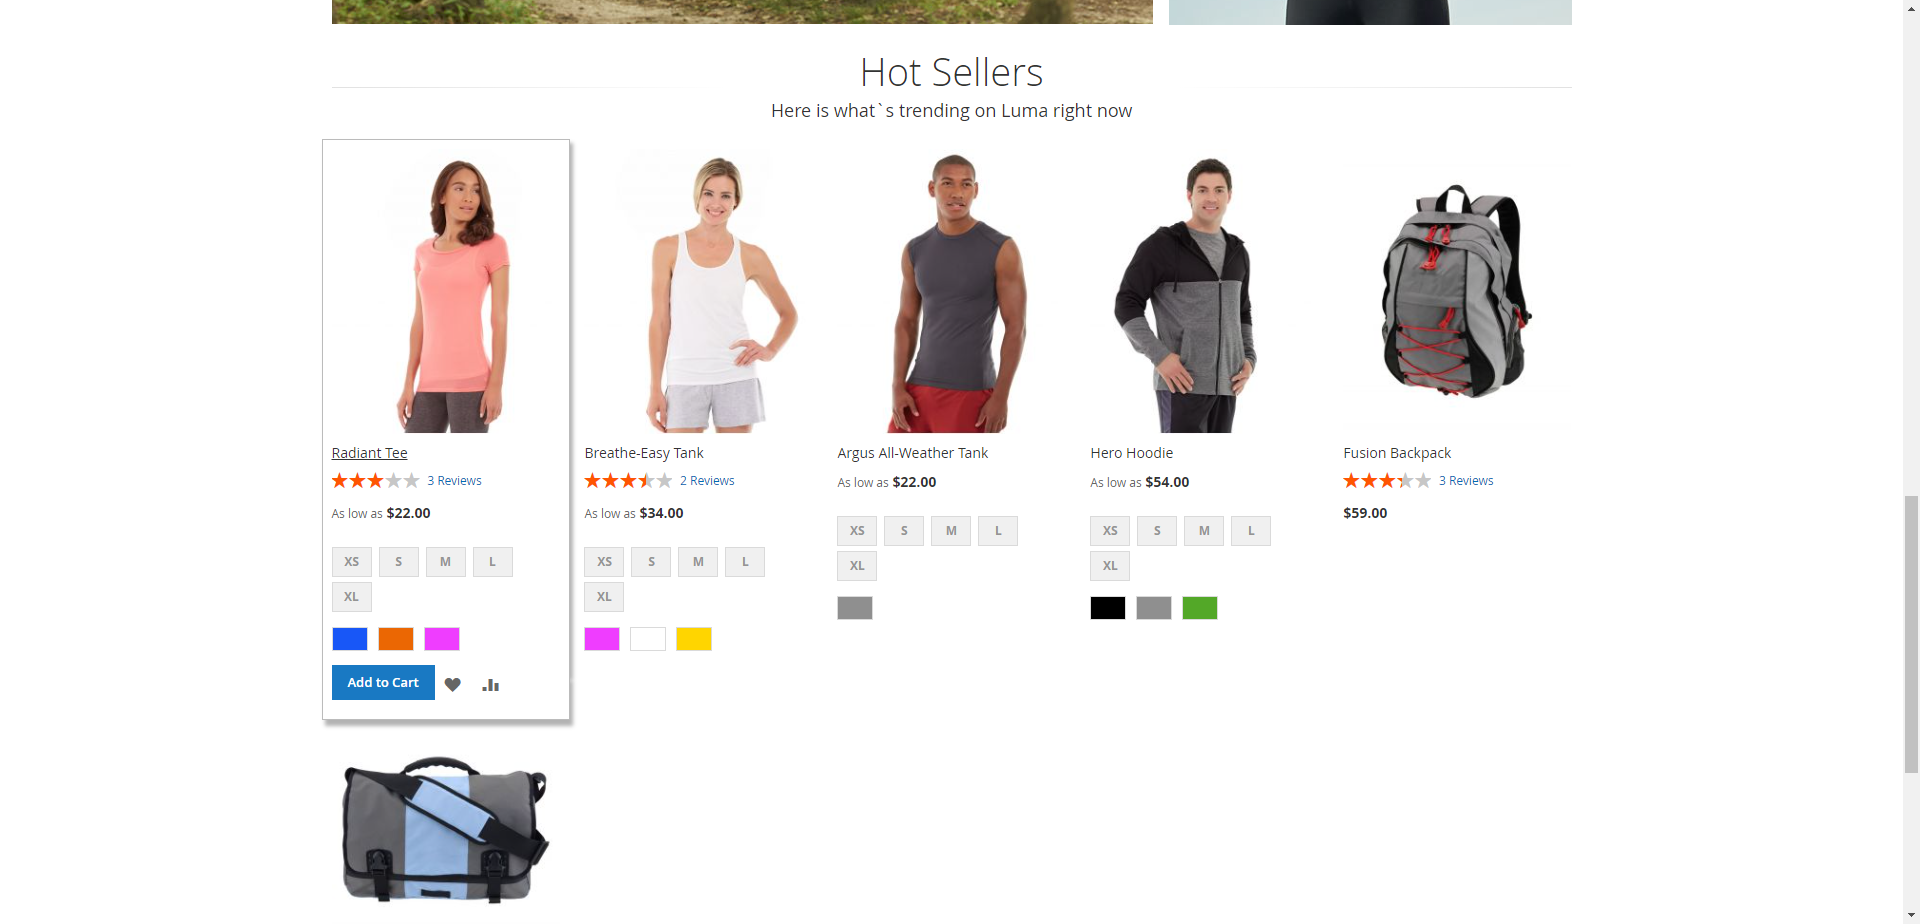 Hot Sellers
Here is what`s trending on Luma right now
Radiant Tee
3 Reviews
As low as $22.00
XS S M L
XL
Add to Cart
Breathe-Easy Tank
2 Reviews
As low as $34.00
XS S M L
XL
Argus All-Weather Tank
As low as $22.00
XS S M L
XL
Hero Hoodie
As low as $54.00
XS S M L
XL
Fusion Backpack
3 Reviews
$59.00